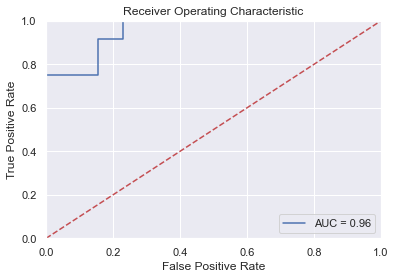 Receiver Operating Characteristic
True Positive Rate
1.0
0.8
0.6
0.4
0.2
0.0
0.0 0.2 0.4 0.6 0.8 1.0
False Positive Rate
AUC = 0.96